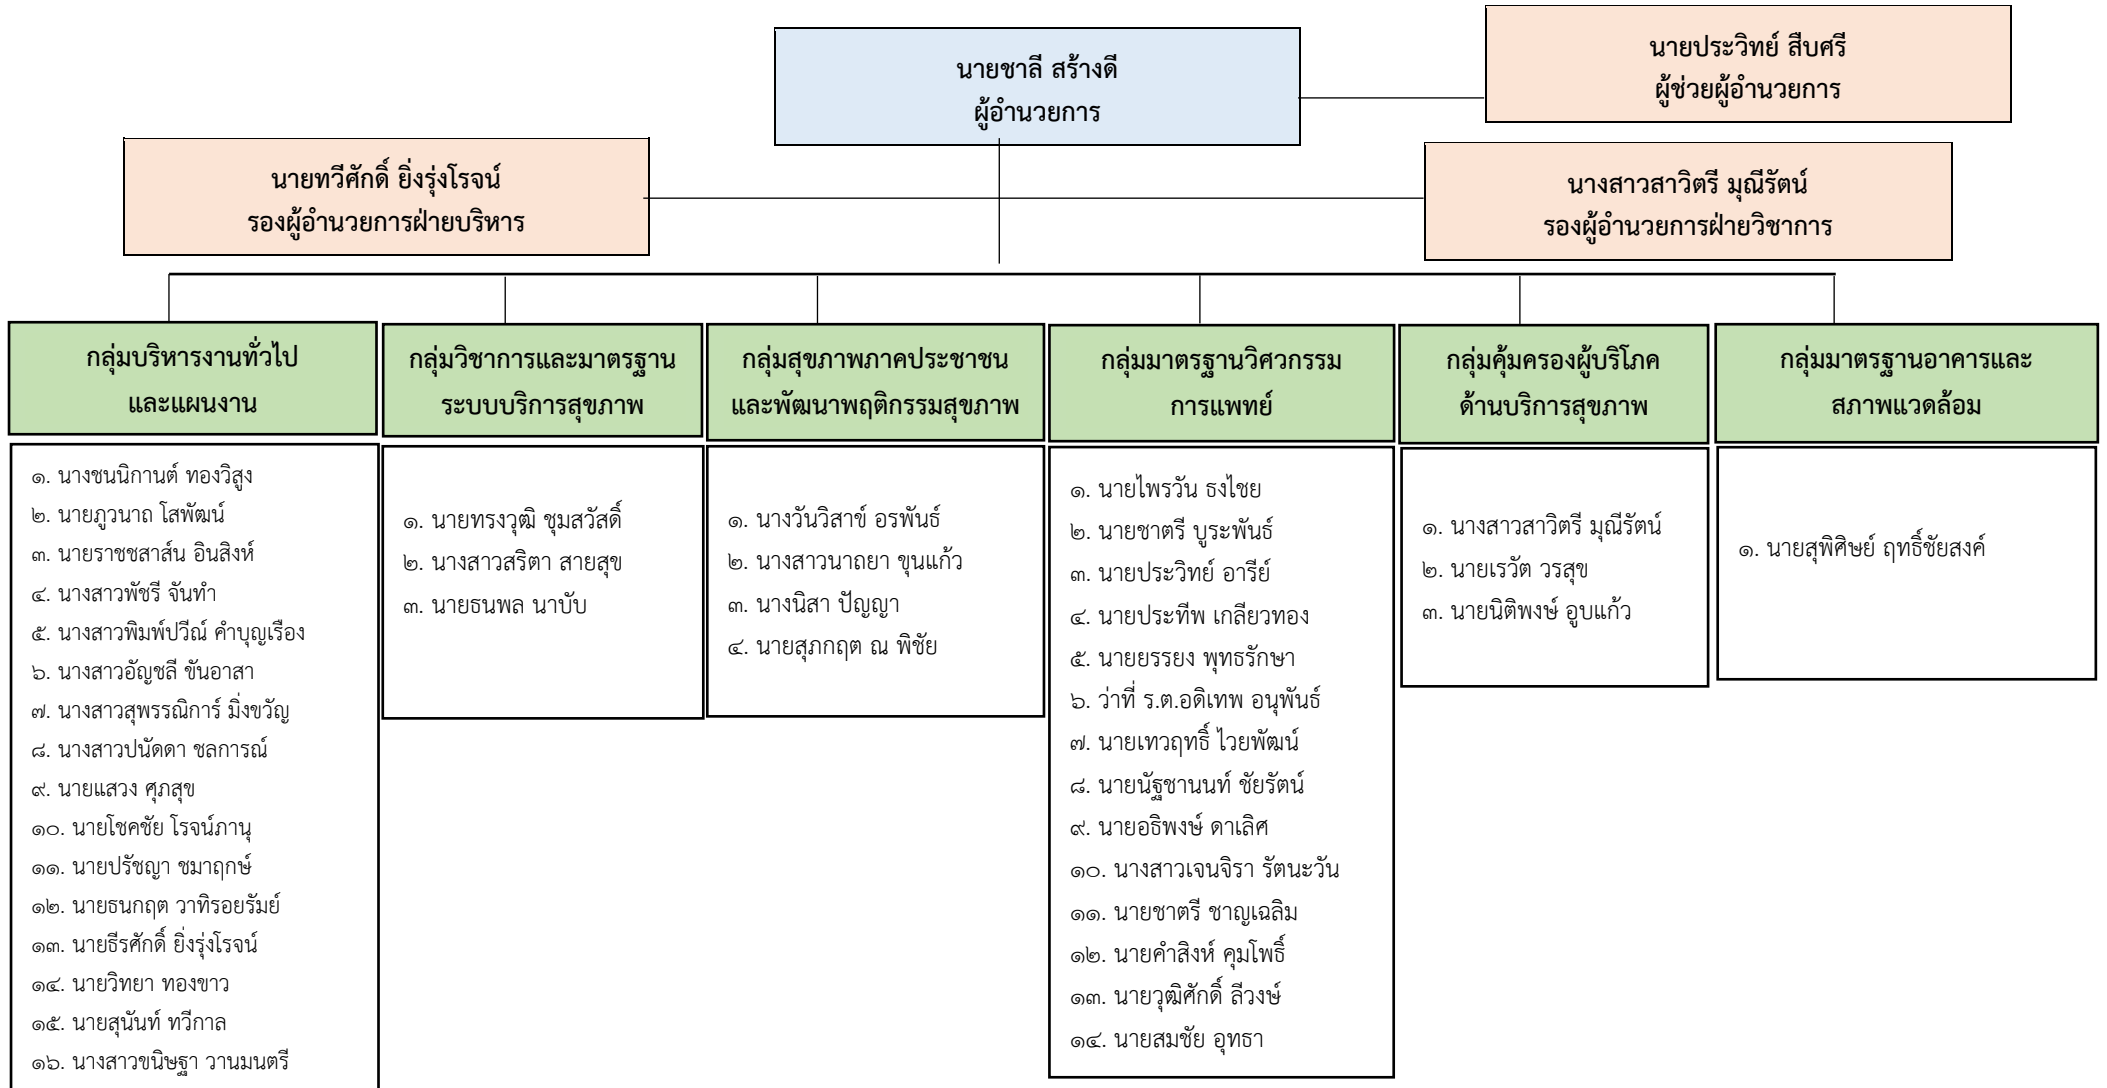 นายชาลี สร้างดี
ผู้อำนวยการ
นายประวิทย์ สืบศรี
ผู้ช่วยผู้อำนวยการ
นายทวีศักดิ์ ยิ่งรุ่งโรจน์
รองผู้อำนวยการฝ่ายบริหาร
นางสาวสาวิตรี มุณีรัตน์
รองผู้อำนวยการฝ่ายวิชาการ
กลุ่มบริหารงานทั่วไป
และแผนงาน
๑. นางชนนิกานต์ ทองวิสูง
๒. นายภูวนาถ โสพัฒน์
๓. นายราชชสาส์น อินสิงห์
๔. นางสาวพัชรี จันทำ
๕. นางสาวพิมพ์ปวีณ์ คำบุญเรือง
๖. นางสาวอัญชลี ขันอาสา
๗. นางสาวสุพรรณิการ์ มิ่งขวัญ
๘. นางสาวปนัดดา ชลการณ์
๙. นายแสวง ศุภสุข
๑๐. นายโชคชัย โรจน์ภานุ
๑๑. นายปรัชญา ชมาฤกษ์
๑๒. นายธนกฤต วาทิรอยรัมย์
๑๓. นายธีรศักดิ์ ยิ่งรุ่งโรจน์
๑๔. นายวิทยา ทองขาว
๑๕. นายสุนันท์ ทวีกาล
๑๖. นางสาวขนิษฐา วานมนตรี
กลุ่มวิชาการและมาตรฐาน
ระบบบริการสุขภาพ
๑. นายทรงวุฒิ ชุมสวัสดิ์
๒. นางสาวสริตา สายสุข
๓. นายธนพล นาบับ
กลุ่มสุขภาพภาคประชาชน
และพัฒนาพฤติกรรมสุขภาพ
๑. นางวันวิสาข์ อรพันธ์
๒. นางสาวนาถยา ขุนแก้ว
๓. นางนิสา ปัญญา
๔. นายสุภกฤต ณ พิชัย
กลุ่มมาตรฐานวิศวกรรม
การแพทย์
๑. นายไพรวัน ธงไชย
๒. นายชาตรี บูระพันธ์
๓. นายประวิทย์ อารีย์
๔. นายประทีพ เกลียวทอง
๕. นายยรรยง พุทธรักษา
๖. ว่าที่ ร.ต.อดิเทพ อนุพันธ์
๗. นายเทวฤทธิ์ ไวยพัฒน์
๘. นายนัฐชานนท์ ชัยรัตน์
๙. นายอธิพงษ์ ดาเลิศ
๑๐. นางสาวเจนจิรา รัตนะวัน
๑๑. นายชาตรี ชาญเฉลิม
๑๒. นายคำสิงห์ คุมโพธิ์
๑๓. นายวุฒิศักดิ์ ลีวงษ์
๑๔. นายสมชัย อุทธา
กลุ่มคุ้มครองผู้บริโภค
ด้านบริการสุขภาพ
๑. นางสาวสาวิตรี มุณีรัตน์
๒. นายเรวัต วรสุข
๓. นายนิติพงษ์ อูบแก้ว
กลุ่มมาตรฐานอาคารและ
สภาพแวดล้อม
๑. นายสุพิศิษย์ ฤทธิ์ชัยสงค์